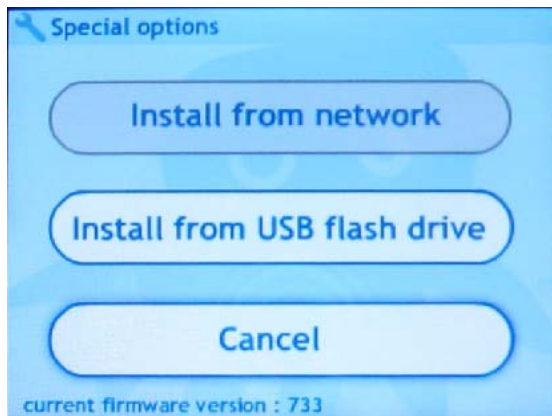 Special options
Install from network
Install from USB flash drive
Cancel
current firmware version : 733